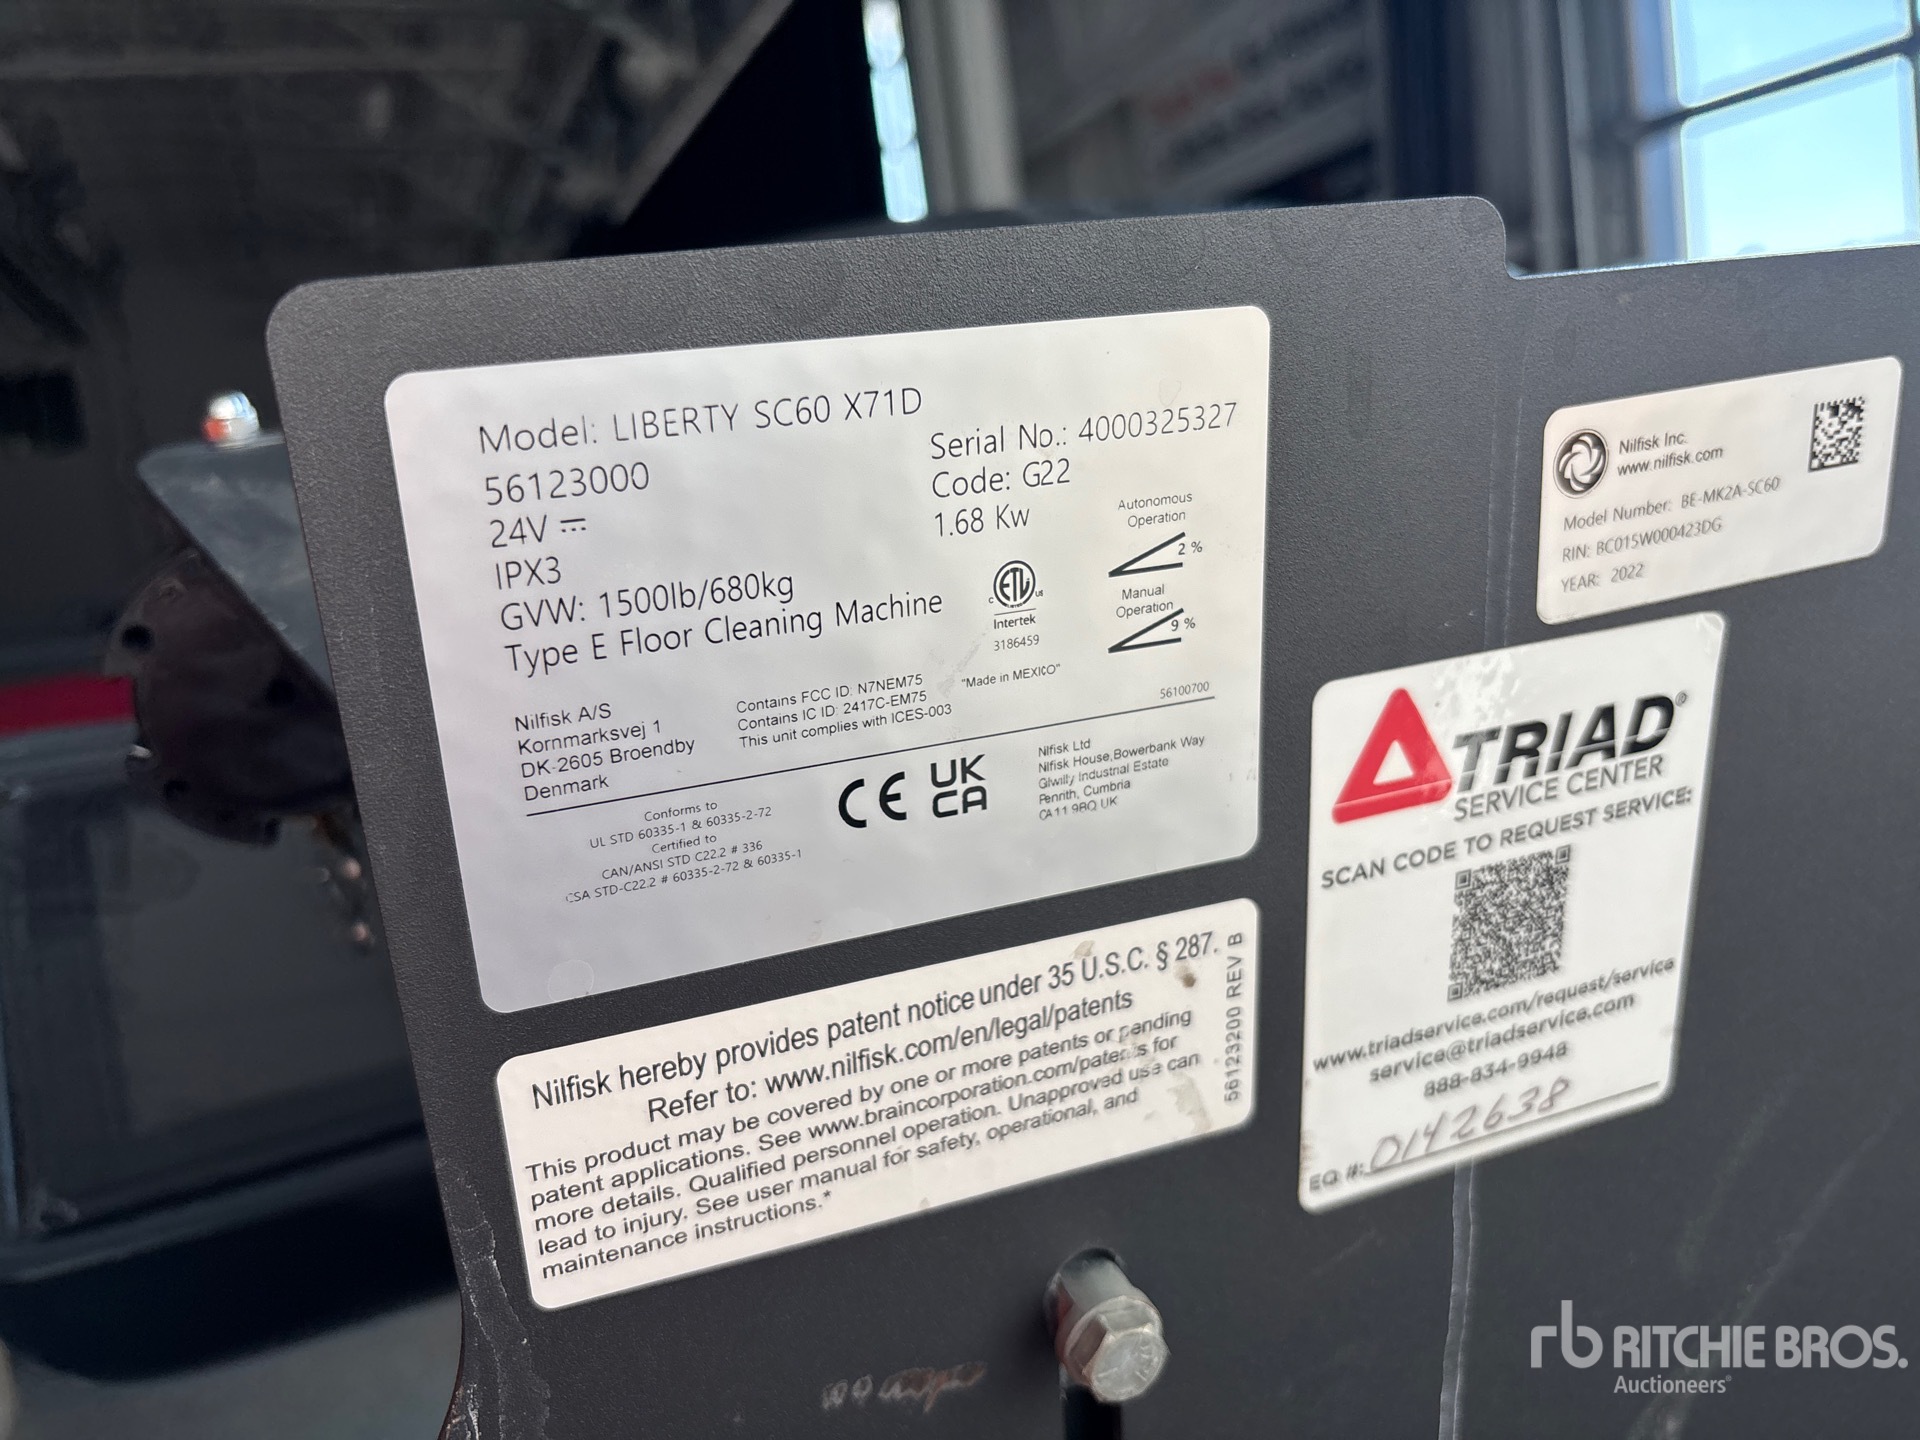 Model: LIBERTY SC60 X71D
56123000
24V
IPX3
GVW: 1500lb/680kg
Type E Floor Cleaning Machine
Serial No.: 4000325327
Code: G22
1.68 Kw
Autonomous
Operation
2 %
Manual
Operation
9 %
C ETL US
Intertek
3186459
Nilfisk A/S
Kornmarksvej 1
DK-2605 Broendby
Denmark
Contains FCC ID: N7NEM75
Contains IC ID: 2417C-EM75
This unit complies with ICES-003
"Made in MEXICO"
56100700
Conforms to
UL STD 60335-1 & 60335-2-72
Certified to
CAN/ANSI STD C22.2 # 336
CSA STD-C22.2 # 60335-2-72 & 60335-1
CE
UK
CA
Nilfisk Ltd
Nilfisk House, Bowerbank Way
Gilwilly Industrial Estate
Penrith, Cumbria
CA11 9BQ UK
Nilfisk hereby provides patent notice under 35 U.S.C. § 287.
Refer to: www.nilfisk.com/en/legal/patents
This product may be covered by one or more patents or pending
patent applications. See www.braincorporation.com/patents for
more details. Qualified personnel operation. Unapproved use can
lead to injury. See user manual for safety, operational, and
maintenance instructions.*
56123200 REV B
Nilfisk Inc.
www.nilfisk.com
Model Number: BE-MK2A-SC60
RIN: BC015W000423DG
YEAR: 2022
TRIAD®
SERVICE CENTER
SCAN CODE TO REQUEST SERVICE:
www.triadservice.com/request/service
service@triadservice.com
888-834-9948
EQ #: 0142638
rb RITCHIE BROS.
Auctioneers®